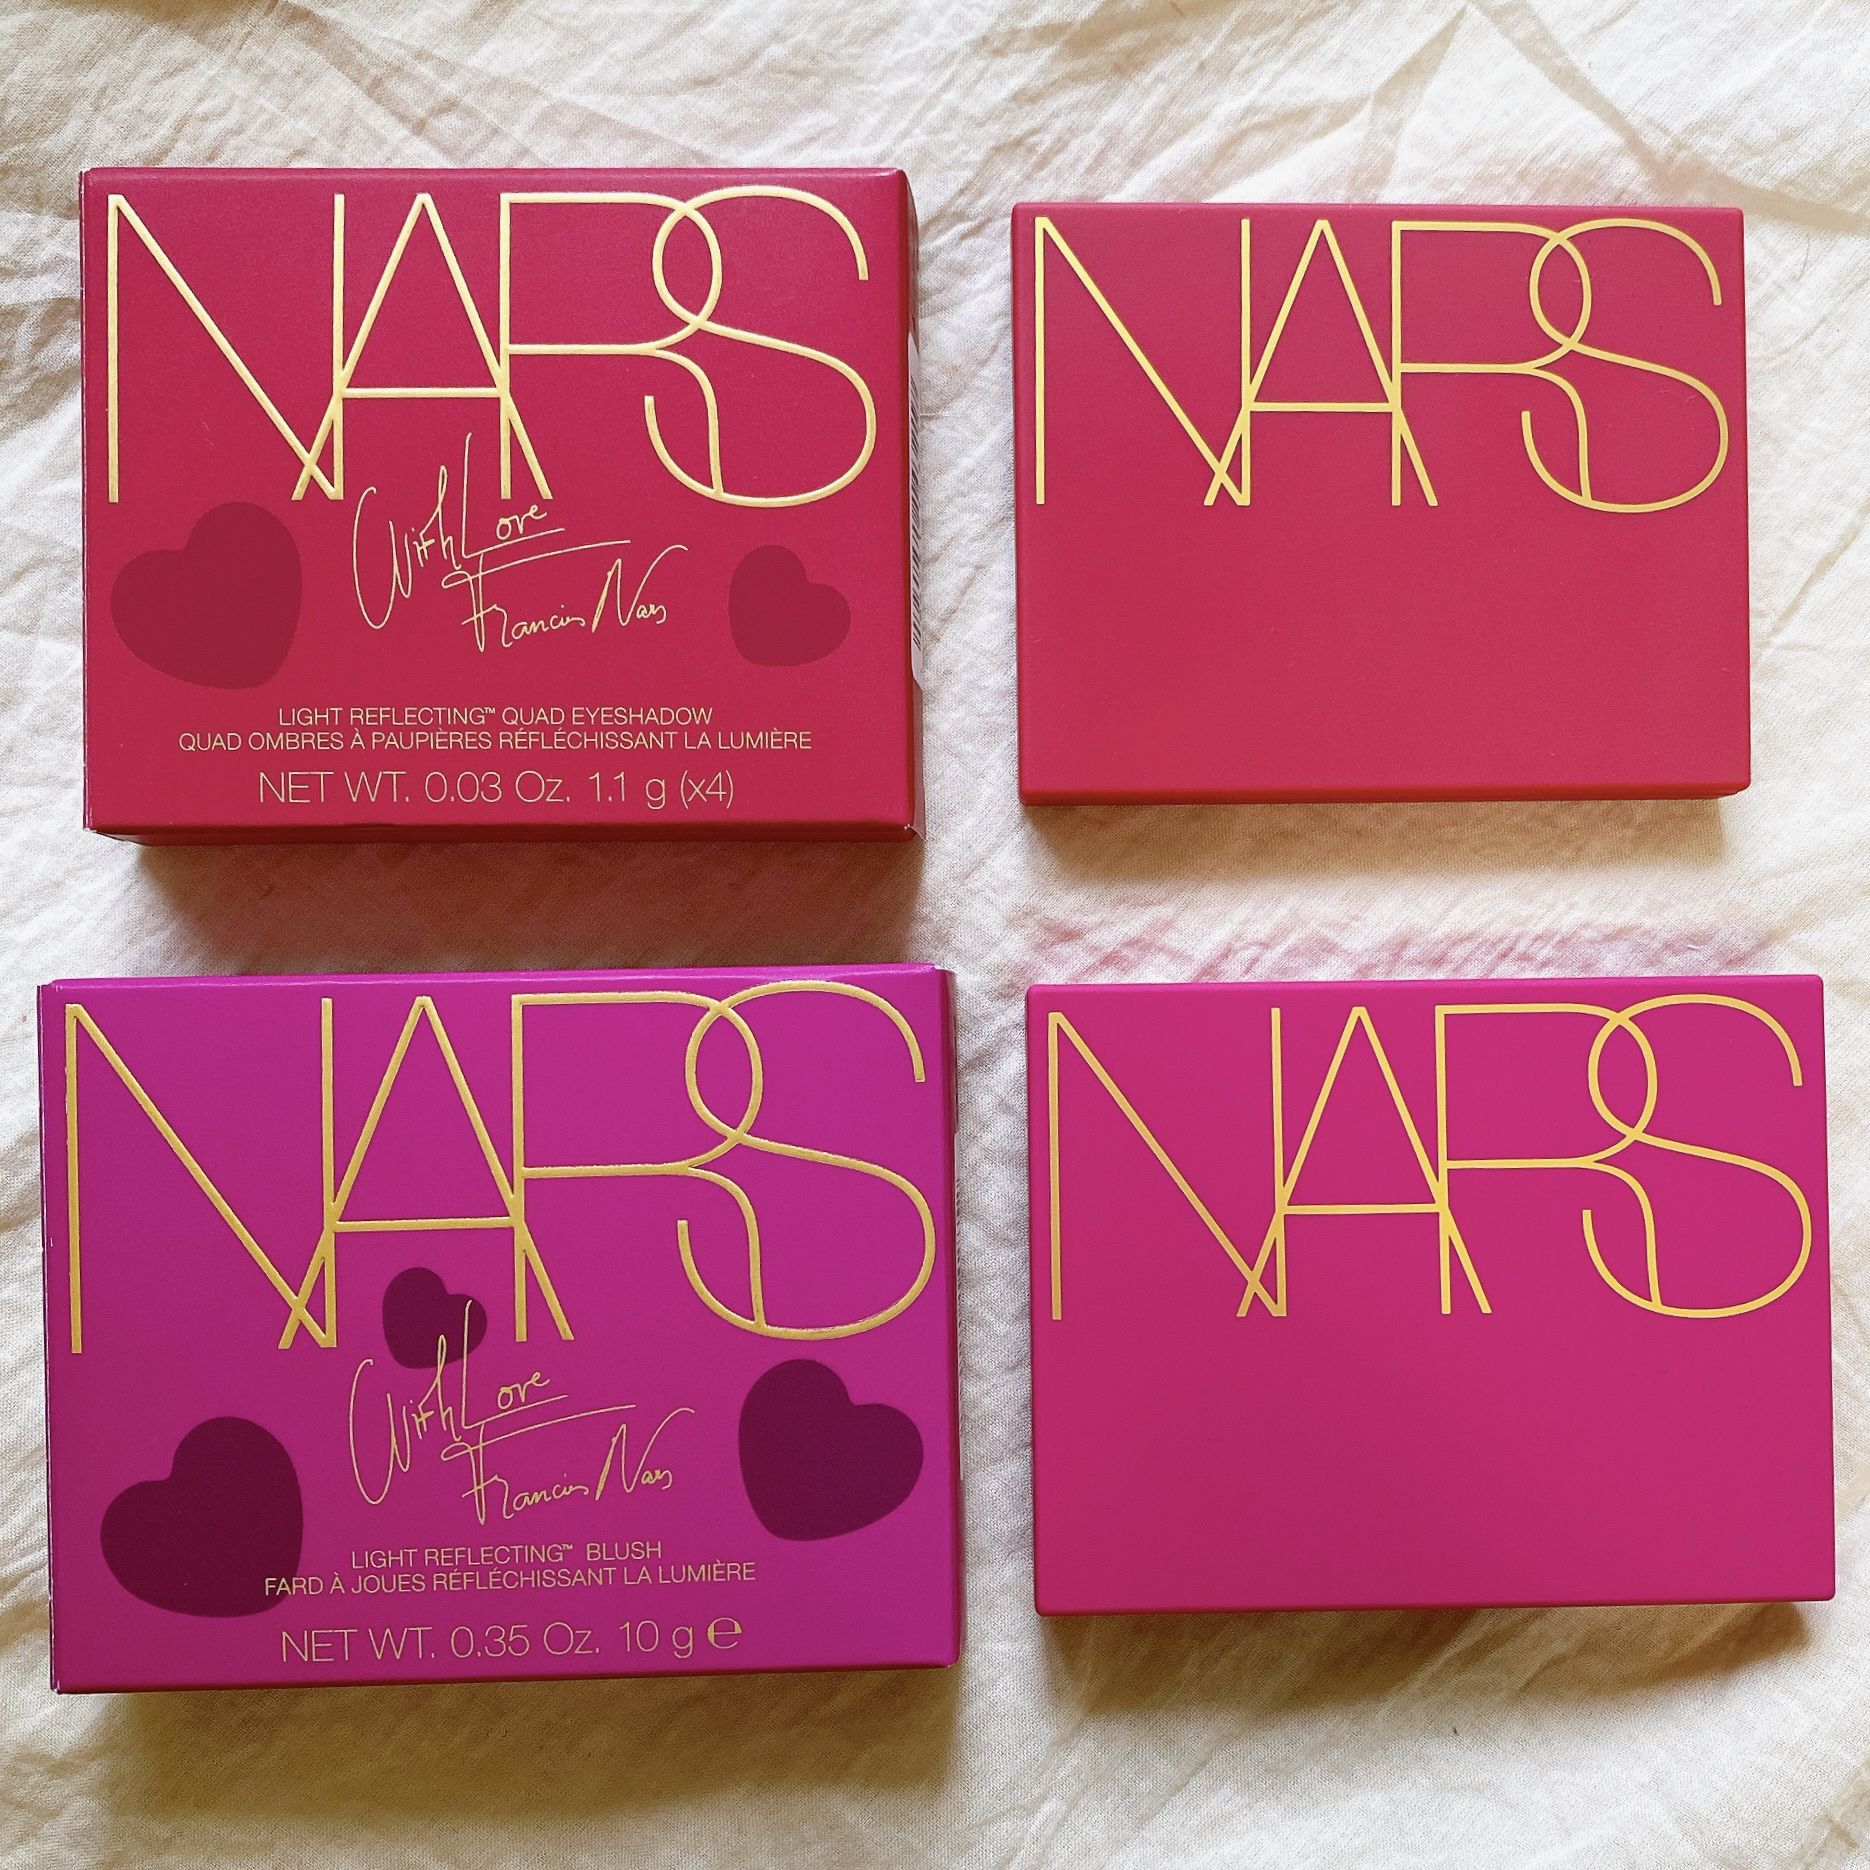 NARS
With Love
Francois Nars
LIGHT REFLECTING™ QUAD EYESHADOW
QUAD OMBRES À PAUPIÈRES RÉFLÉCHISSANT LA LUMIÈRE
NET WT. 0.03 Oz. 1.1 g (x4)
NARS
NARS
With Love
Francois Nars
LIGHT REFLECTING™ BLUSH
FARD À JOUES RÉFLÉCHISSANT LA LUMIÈRE
NET WT. 0.35 Oz. 10 g ℮
NARS